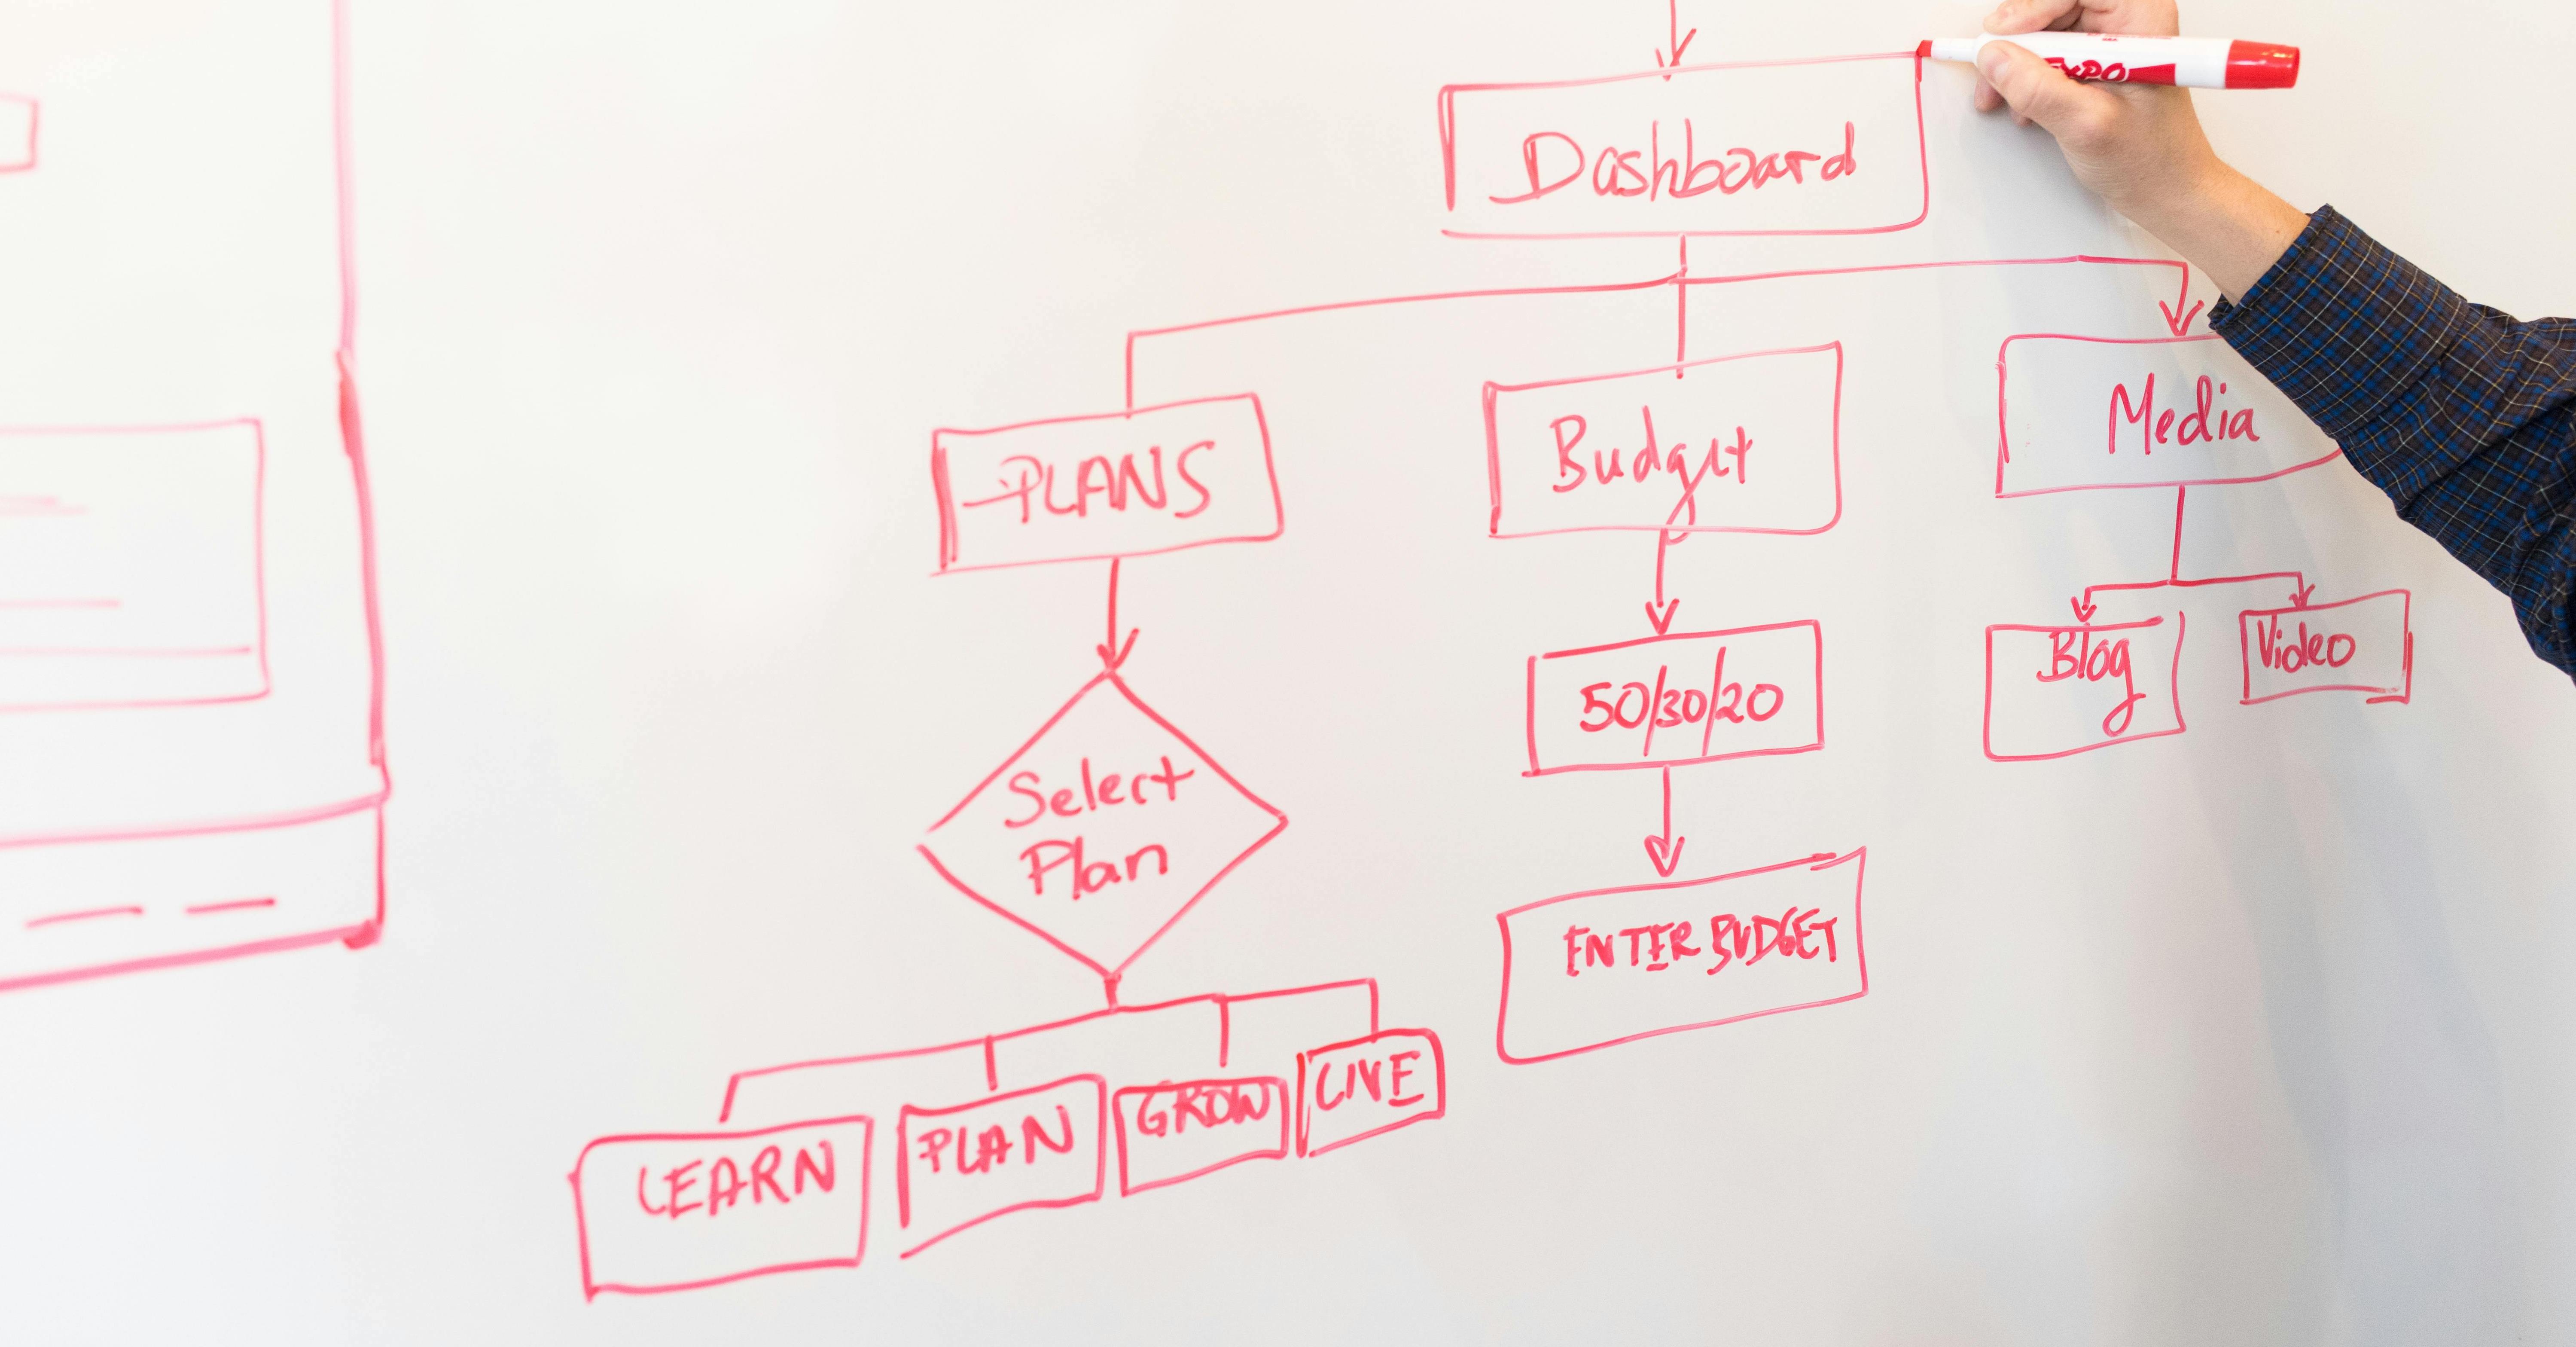 EXPO
Dashboard
PLANS
Budget
Media
Select
Plan
50/30/20
Blog
Video
ENTER BUDGET
LEARN
PLAN
GROW
LIVE